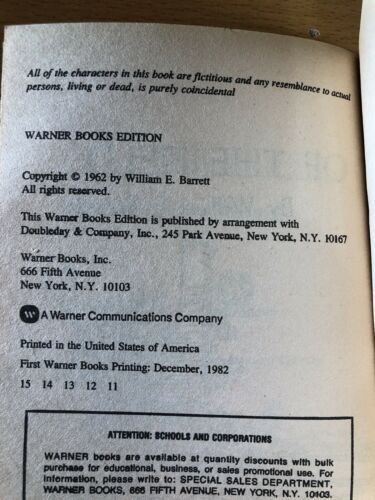 All of the characters in this book are fictitious and any resemblance to actual
persons, living or dead, is purely coincidental
WARNER BOOKS EDITION
Copyright © 1962 by William E. Barrett
All rights reserved.
This Warner Books Edition is published by arrangement with
Doubleday & Company, Inc., 245 Park Avenue, New York, N.Y. 10167
Warner Books, Inc.
666 Fifth Avenue
New York, N.Y. 10103
A Warner Communications Company
Printed in the United States of America
First Warner Books Printing: December, 1982
15 14 13 12 11
ATTENTION: SCHOOLS AND CORPORATIONS
WARNER books are available at quantity discounts with bulk
purchase for educational, business, or sales promotional use. For
information, please write to: SPECIAL SALES DEPARTMENT,
WARNER BOOKS, 666 FIFTH AVENUE, NEW YORK, N.Y. 10103.